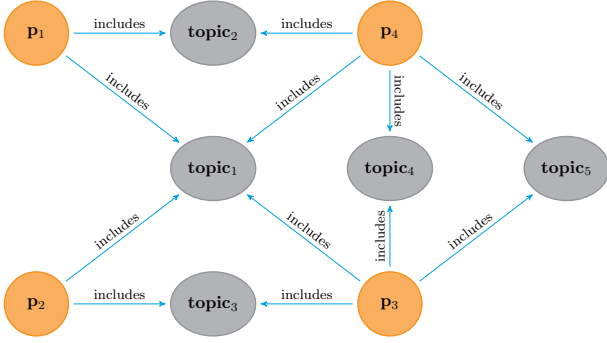 p₁ includes topic₂ includes p₄
includes includes includes includes
topic₁ topic₄ topic₅
includes includes includes includes
p₂ includes topic₃ includes p₃